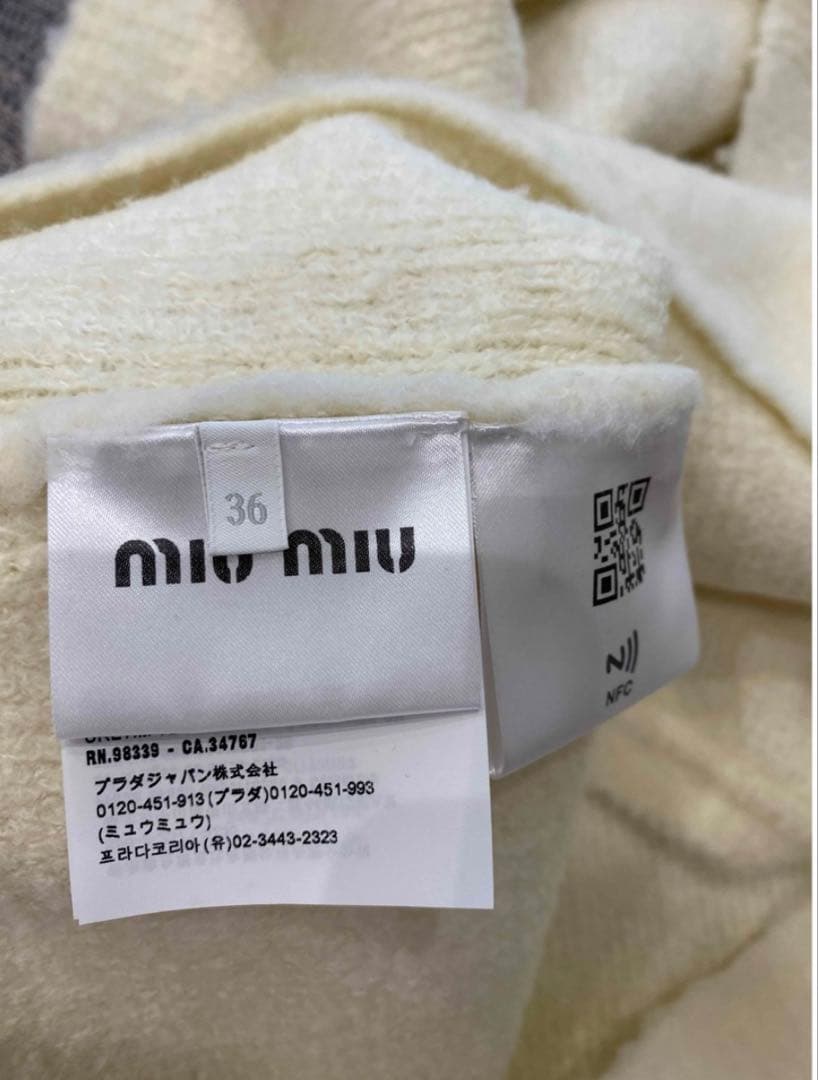 36
miu miu
NFC
RN.98339 - CA.34767
プラダジャパン株式会社
0120-451-913(プラダ)0120-451-993
(ミュウミュウ)
프라다코리아(유)02-3443-2323